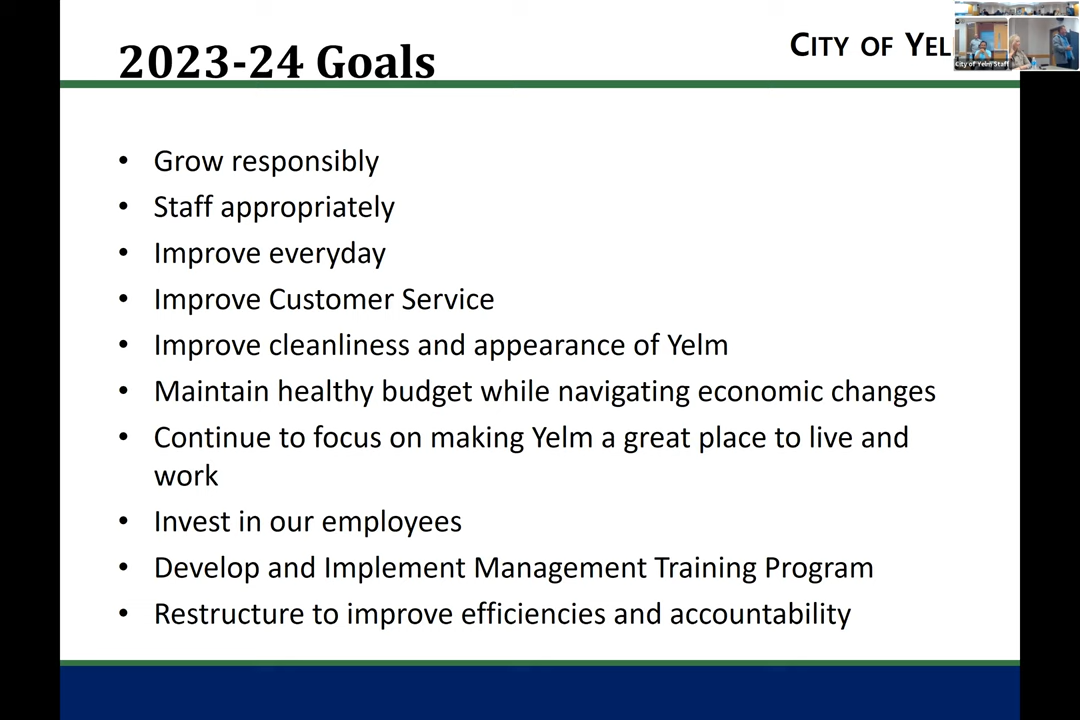 2023-24 Goals
CITY OF YEL
City of Yelm Staff
• Grow responsibly
• Staff appropriately
• Improve everyday
• Improve Customer Service
• Improve cleanliness and appearance of Yelm
• Maintain healthy budget while navigating economic changes
• Continue to focus on making Yelm a great place to live and
work
• Invest in our employees
• Develop and Implement Management Training Program
• Restructure to improve efficiencies and accountability